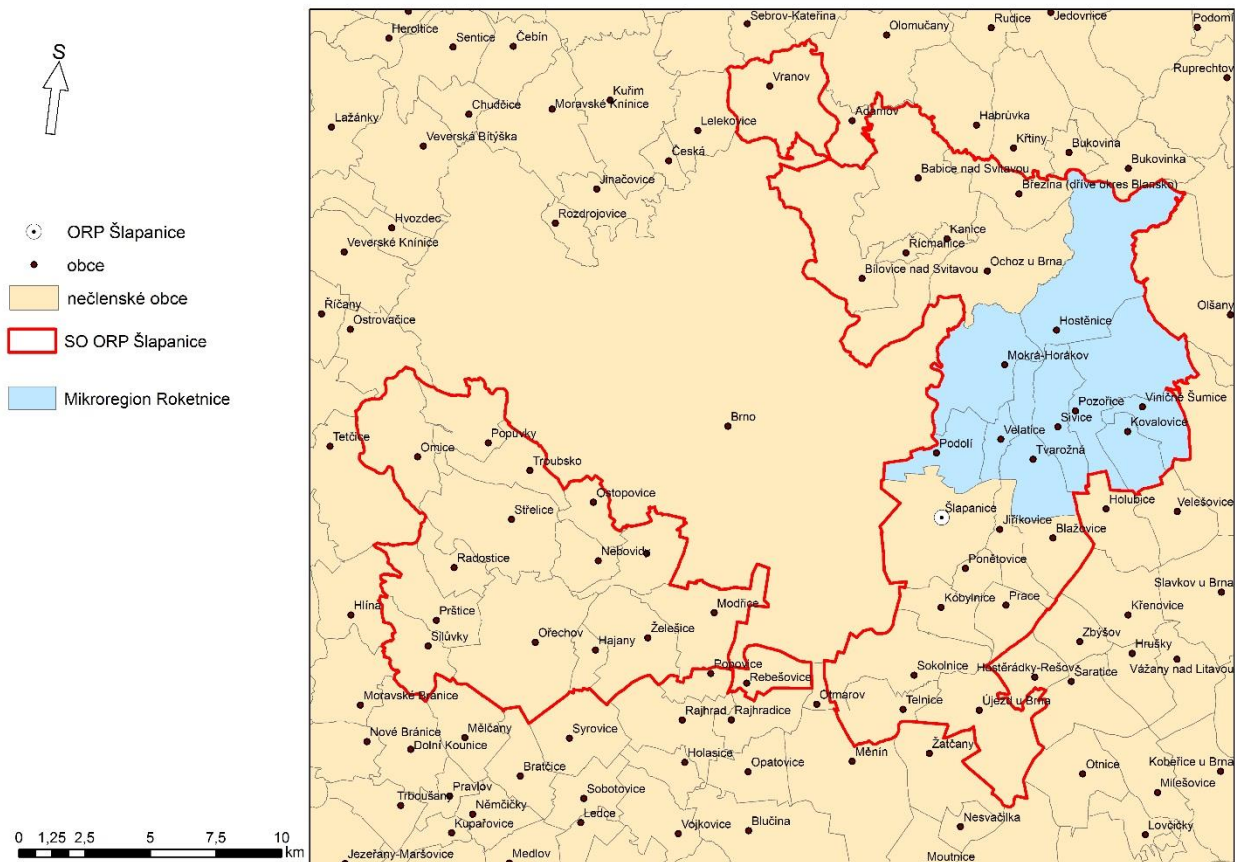 S
ORP Šlapanice
obce
nečlenské obce
SO ORP Šlapanice
Mikroregion Roketnice
0 1,25 2,5 5 7,5 10
km
Heroltice
Sentice
Čebín
Sebrov-Kateřina
Olomučany
Rudice
Jedovnice
Podomí
Ruprechtov
Vranov
Kuřim
Chudčice
Moravské Knínice
Lažánky
Lelekovice
Adamov
Habrůvka
Veverská Bítýška
Česká
Křtiny
Bukovina
Bukovinka
Jinačovice
Babice nad Svitavou
Březina (dříve okres Blansko)
Hvozdec
Rozdrojovice
Kanice
Veverské Knínice
Řícmanice
Bílovice nad Svitavou
Ochoz u Brna
Říčany
Ostrovačice
Olšany
Hostěnice
Mokrá-Horákov
Brno
Pozořice
Viničné Šumice
Sivice
Kovalovice
Tetčice
Popůvky
Velatice
Omice
Podolí
Tvarožná
Troubsko
Ostopovice
Holubice
Velešovice
Střelice
Šlapanice
Jiříkovice
Blažovice
Nebovidy
Radostice
Ponětovice
Slavkov u Brna
Hlína
Modřice
Kobylnice
Prace
Křenovice
Prštice
Ořechov
Hajany
Želešice
Zbýšov
Silůvky
Hrušky
Vážany nad Litavou
Popovice
Rebešovice
Sokolnice
Hostěrádky-Rešov
Šaratice
Moravské Bránice
Otmarov
Telnice
Újezd u Brna
Rajhrad
Rajhradice
Nové Bránice
Dolní Kounice
Mělčany
Syrovice
Holasice
Opatovice
Měnín
Žatčany
Otnice
Kobeřice u Brna
Bratčice
Milešovice
Trboušany
Pravlov
Němčičky
Sobotovice
Ledce
Kupařovice
Vojkovice
Blučina
Nesvačilka
Lovčičky
Jezeřany-Maršovice
Medlov
Moutnice